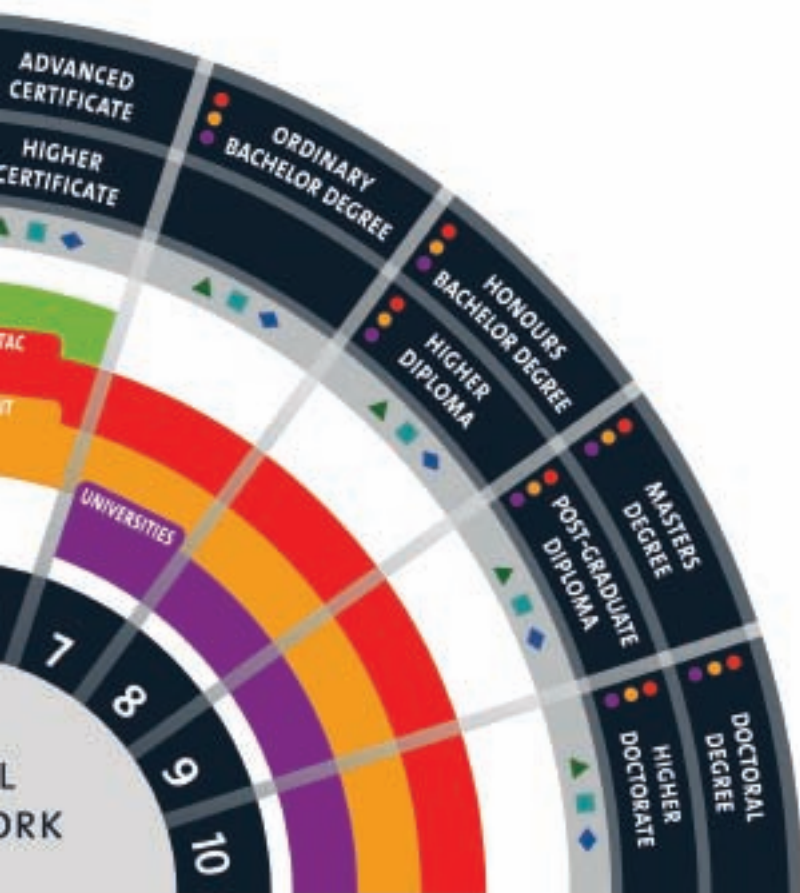 ADVANCED
CERTIFICATE
HIGHER
CERTIFICATE
ORDINARY
BACHELOR DEGREE
HONOURS
BACHELOR DEGREE
HIGHER
DIPLOMA
MASTERS
DEGREE
POST-GRADUATE
DIPLOMA
DOCTORAL
DEGREE
HIGHER
DOCTORATE
TAC
NT
UNIVERSITIES
7
8
9
10
L
ORK